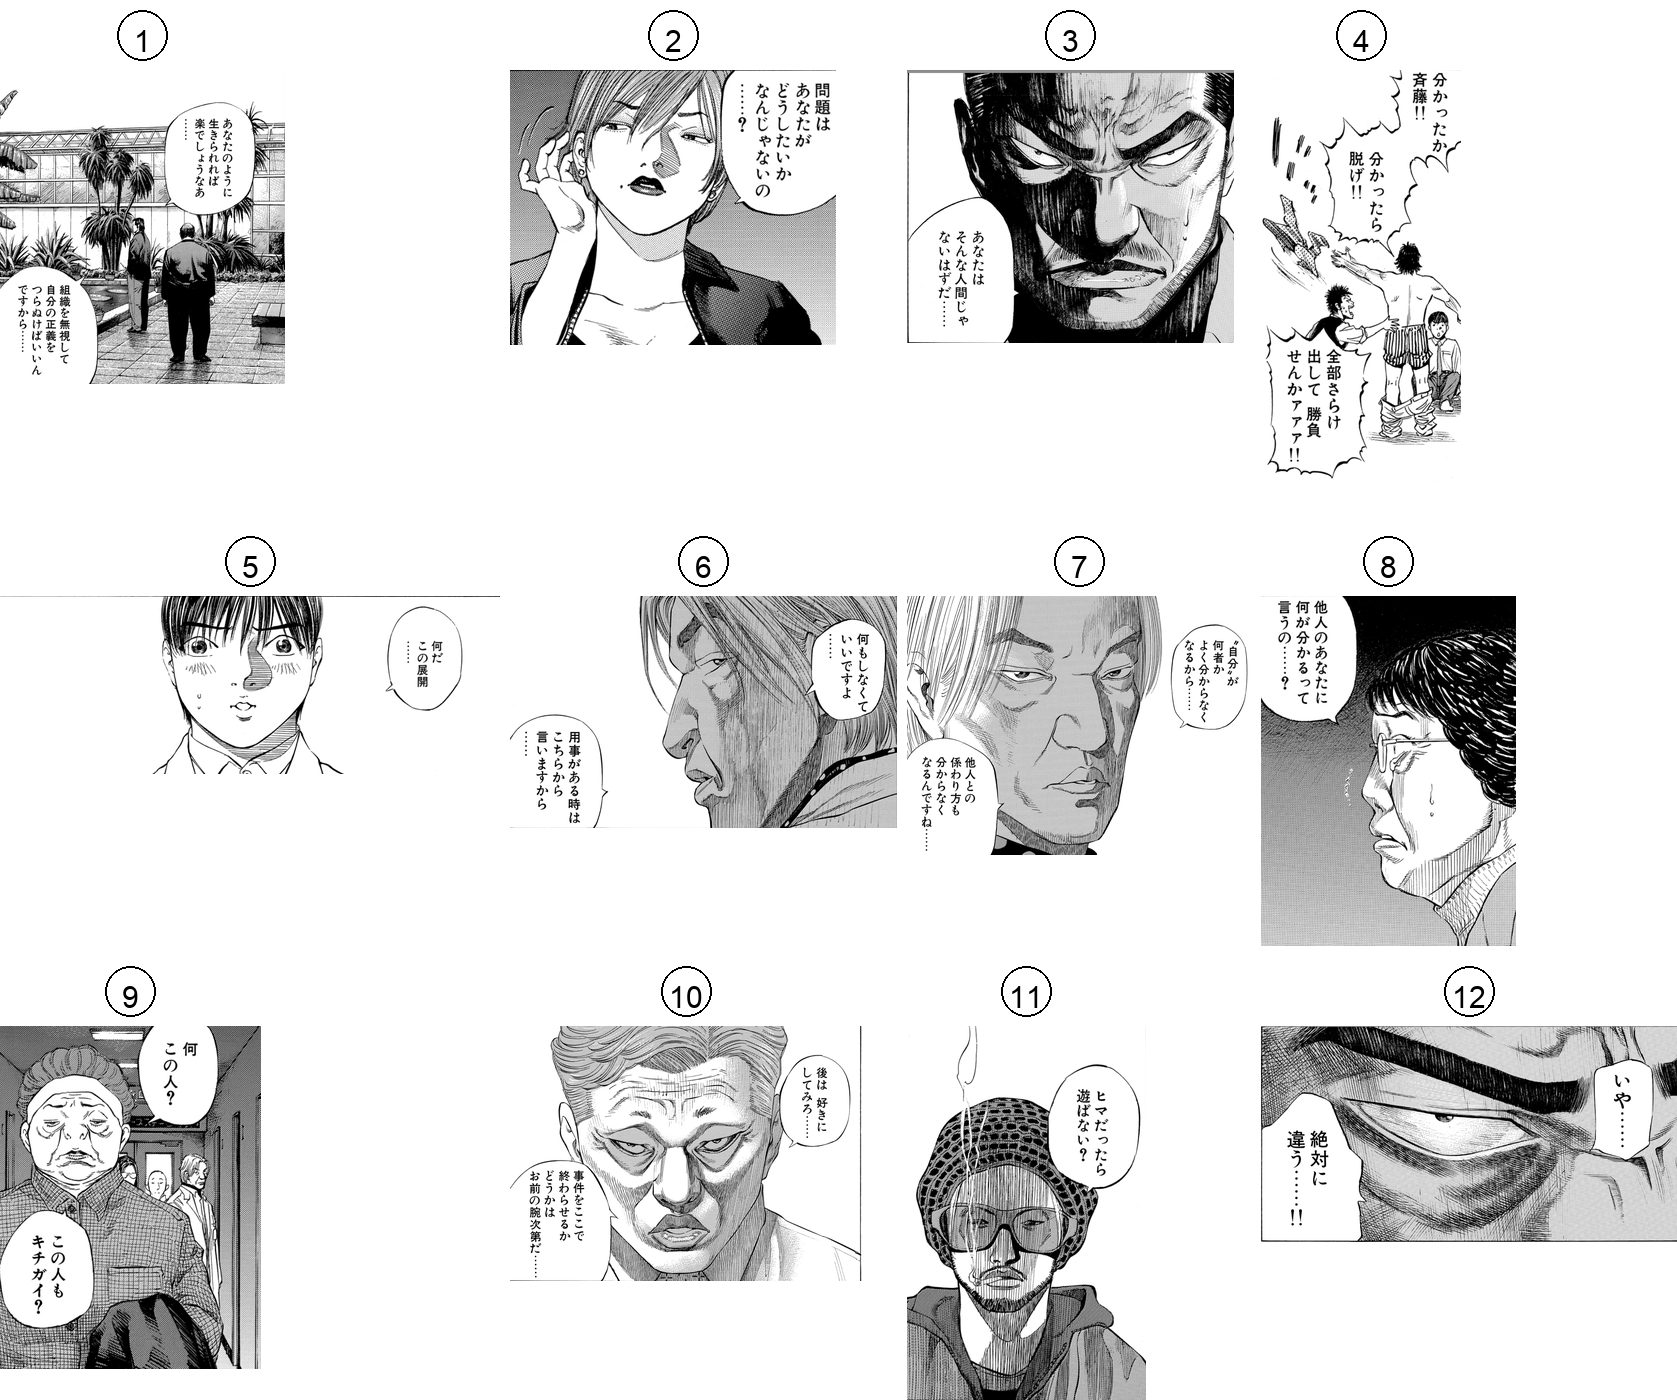 1
あなたのように
生きられれば
楽でしょうなあ
……
組織を無視して
自分の正義を
つらぬけばいいん
ですから……
2
問題は
あなたが
どうしたいか
なんじゃないの
……?
3
あなたは
そんな人間じゃ
ないはずだ……
4
分かったか
斉藤!!
分かったら
脱げ!!
全部さらけ
出して 勝負
せんかァァァ!!
5
何だ
この展開
……
6
何もしなくて
いいですよ
用事がある時は
こちらから
言いますから
……
7
“自分”が
何者か
よく分からなく
なるから……
他人との
係わり方も
分からなく
なるんですね……
8
他人のあなたに
何が分かるって
言うの……?
9
何
この人?
この人も
キチガイ?
10
後は 好きに
してみろ……
事件をここで
終わらせるか
どうかは
お前の腕次第だ……
11
ヒマだったら
遊ばない?
12
いや……
絶対に
違う……!!